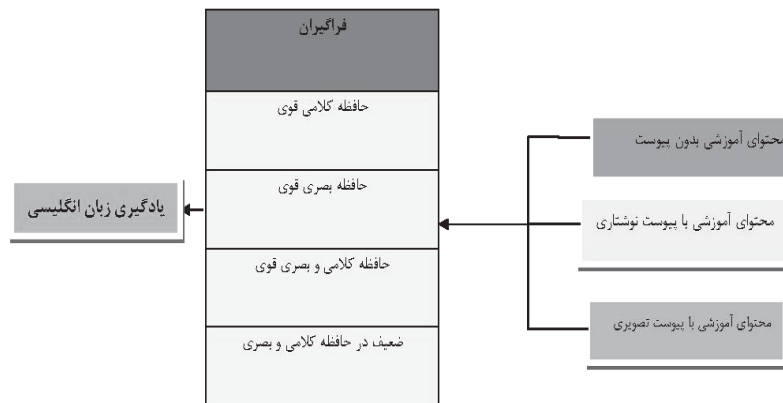 فراگیران
حافظه کلامی قوی
حافظه بصری قوی
حافظه کلامی و بصری قوی
ضعیف در حافظه کلامی و بصری
محتوای آموزشی بدون پیوست
محتوای آموزشی با پیوست نوشتاری
محتوای آموزشی با پیوست تصویری
یادگیری زبان انگلیسی